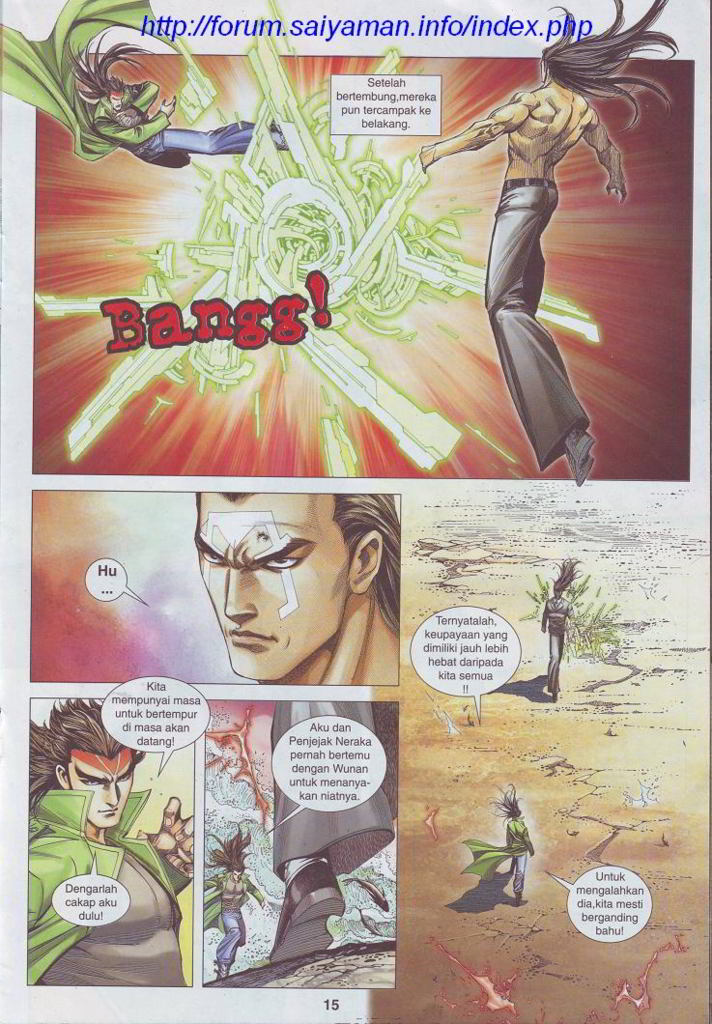 http://forum.saiyaman.info/index.php
Setelah
bertembung,mereka
pun tercampak ke
belakang.
Bangg!
Hu
...
Ternyatalah,
keupayaan yang
dimiliki jauh lebih
hebat daripada
kita semua
!!
Kita
mempunyai masa
untuk bertempur
di masa akan
datang!
Dengarlah
cakap aku
dulu!
Aku dan
Penjejak Neraka
pernah bertemu
dengan Wunan
untuk menanya-
kan niatnya.
Untuk
mengalahkan
dia,kita mesti
berganding
bahu!
15